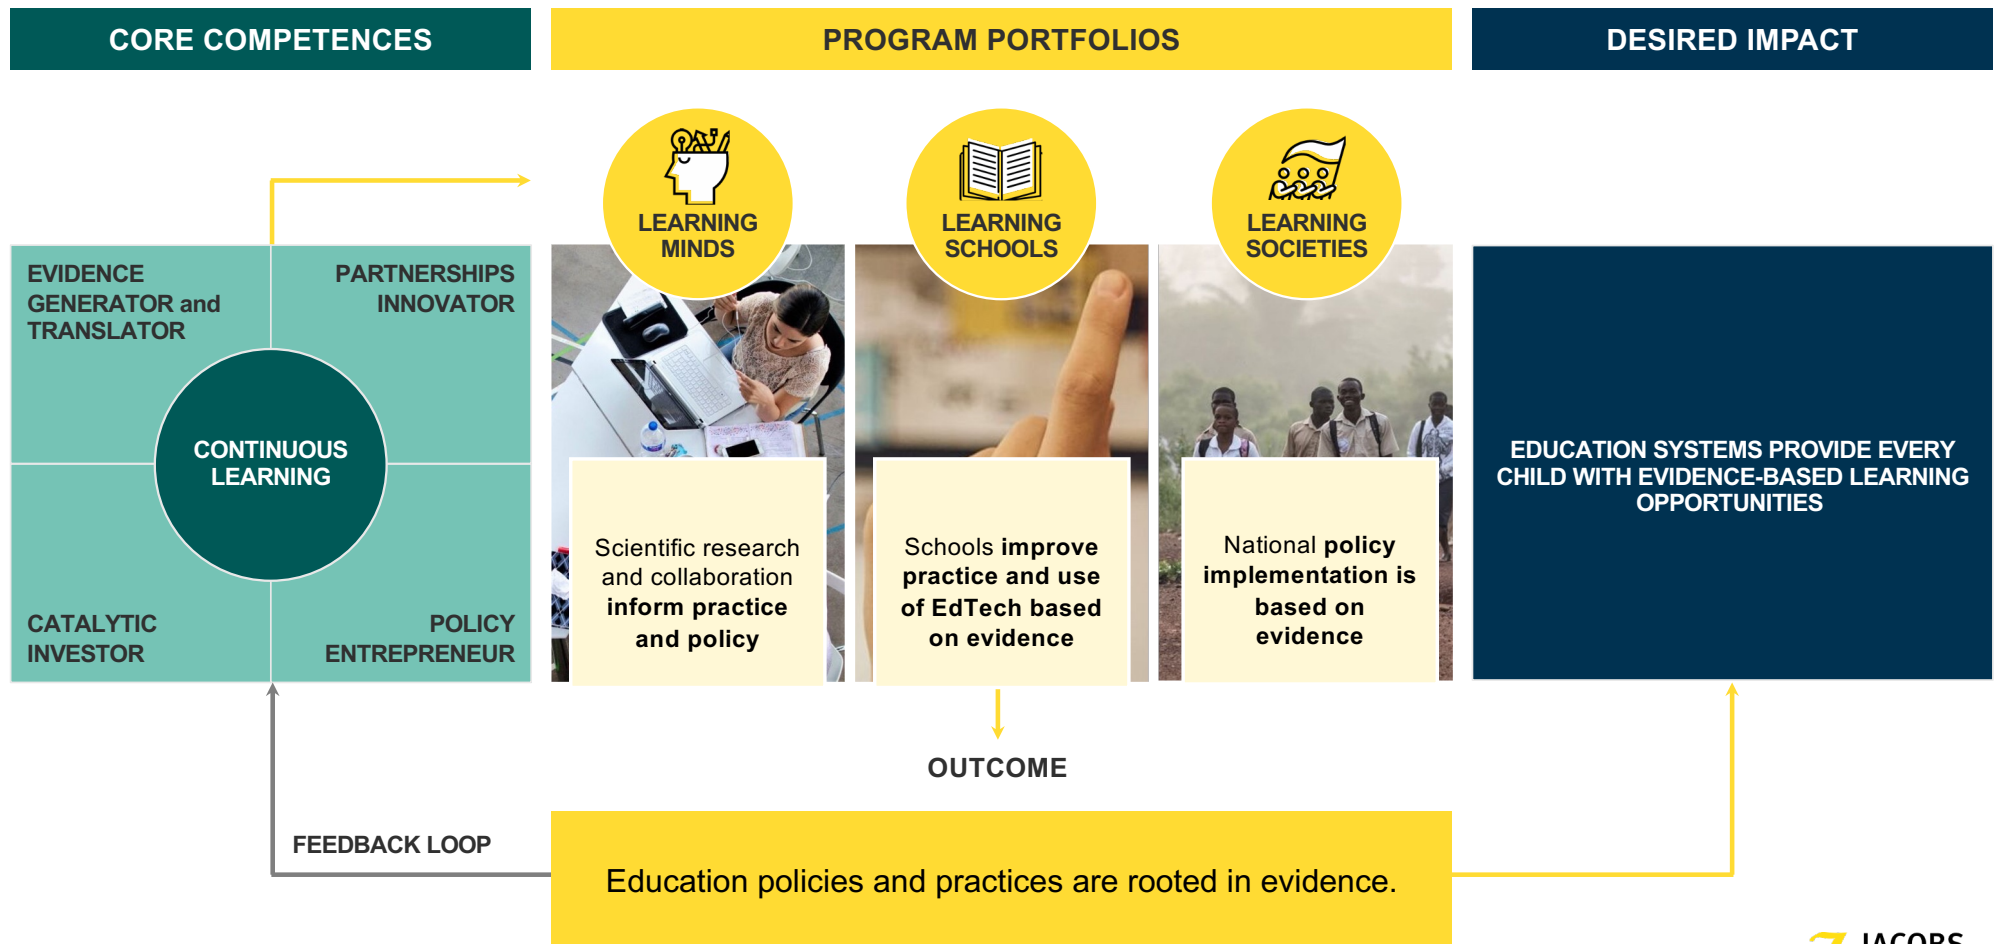 CORE COMPETENCES
PROGRAM PORTFOLIOS
DESIRED IMPACT
LEARNING
MINDS
LEARNING
SCHOOLS
LEARNING
SOCIETIES
EVIDENCE
GENERATOR and
TRANSLATOR
PARTNERSHIPS
INNOVATOR
CONTINUOUS
LEARNING
CATALYTIC
INVESTOR
POLICY
ENTREPRENEUR
Scientific research
and collaboration
inform practice
and policy
Schools improve
practice and use
of EdTech based
on evidence
National policy
implementation is
based on
evidence
EDUCATION SYSTEMS PROVIDE EVERY
CHILD WITH EVIDENCE-BASED LEARNING
OPPORTUNITIES
OUTCOME
FEEDBACK LOOP
Education policies and practices are rooted in evidence.
JACOBS